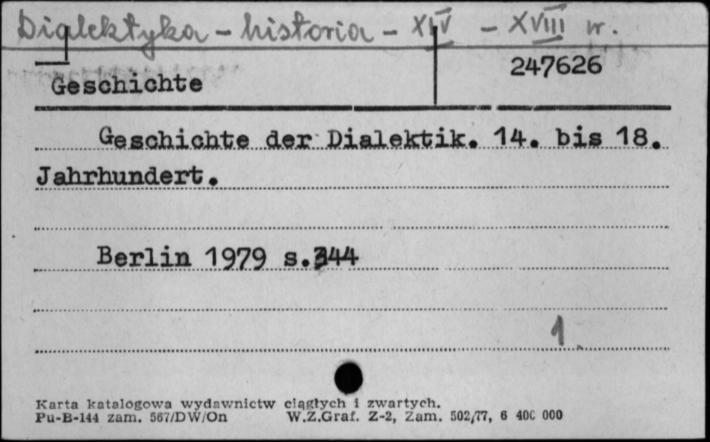 Dialektyka - historia - XIV - XVIII w.
247626
Geschichte
Geschichte der Dialektik. 14. bis 18.
Jahrhundert.
Berlin 1979 s.344
1
Karta katalogowa wydawnictw ciągłych i zwartych.
Pu-B-144 zam. 567/DW/On W.Z.Graf. Z-2, Zam. 502/77, 6 400 000